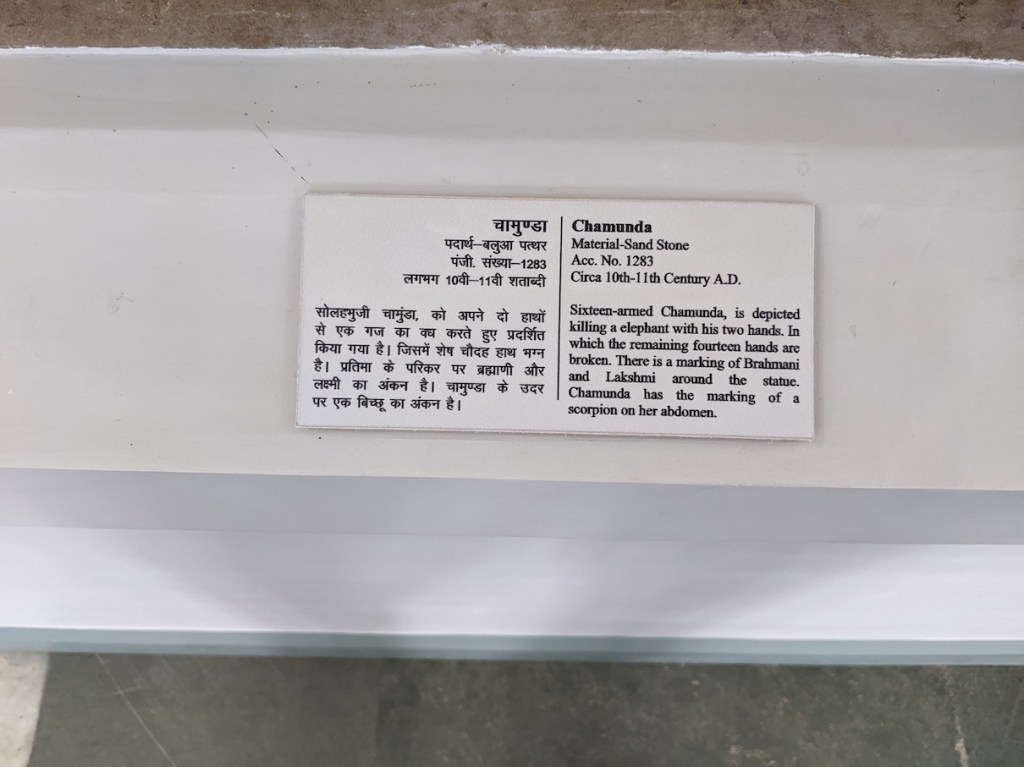 चामुण्डा
पदार्थ–बलुआ पत्थर
पंजी. संख्या–1283
लगभग 10वी–11वी शताब्दी
सोलहमुजी चामुंडा, को अपने दो हाथों
से एक गज का वध करते हुए प्रदर्शित
किया गया है। जिसमें शेष चौदह हाथ भग्न
है। प्रतिमा के परिकर पर ब्रह्माणी और
लक्ष्मी का अंकन है। चामुण्डा के उदर
पर एक बिच्छू का अंकन है।
Chamunda
Material-Sand Stone
Acc. No. 1283
Circa 10th-11th Century A.D.
Sixteen-armed Chamunda, is depicted
killing a elephant with his two hands. In
which the remaining fourteen hands are
broken. There is a marking of Brahmani
and Lakshmi around the statue.
Chamunda has the marking of a
scorpion on her abdomen.